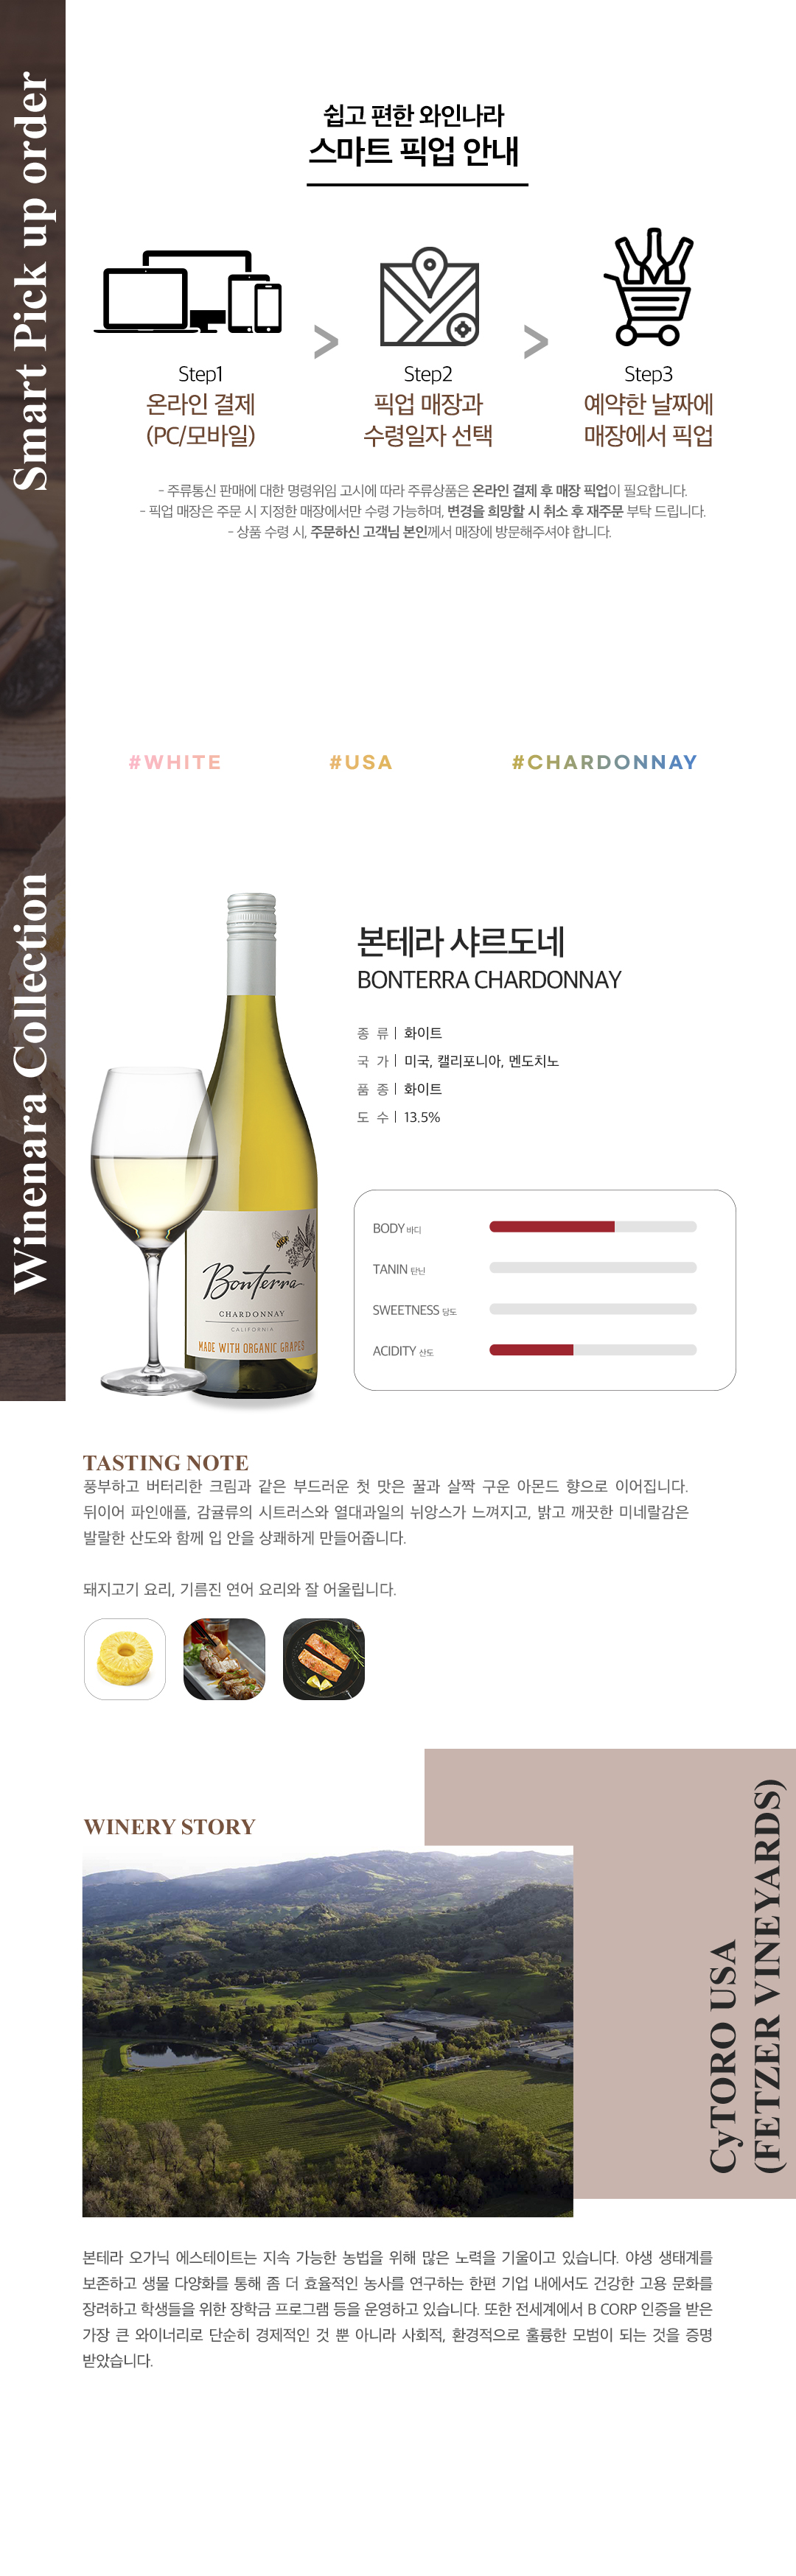 Smart Pick up order
쉽고 편한 와인나라
스마트 픽업 안내
Step1
온라인 결제
(PC/모바일)
>
Step2
픽업 매장과
수령일자 선택
>
Step3
예약한 날짜에
매장에서 픽업
- 주류통신 판매에 대한 명령위임 고시에 따라 주류상품은 온라인 결제 후 매장 픽업이 필요합니다.
- 픽업 매장은 주문 시 지정한 매장에서만 수령 가능하며, 변경을 희망할 시 취소 후 재주문 부탁 드립니다.
- 상품 수령 시, 주문하신 고객님 본인께서 매장에 방문해주셔야 합니다.
#WHITE #USA #CHARDONNAY
Winenara Collection
본테라 샤르도네
BONTERRA CHARDONNAY
종 류 | 화이트
국 가 | 미국, 캘리포니아, 멘도치노
품 종 | 화이트
도 수 | 13.5%
Bonterra
CHARDONNAY
CALIFORNIA
MADE WITH ORGANIC GRAPES
BODY 바디
TANIN 탄닌
SWEETNESS 당도
ACIDITY 산도
TASTING NOTE
풍부하고 버터리한 크림과 같은 부드러운 첫 맛은 꿀과 살짝 구운 아몬드 향으로 이어집니다.
뒤이어 파인애플, 감귤류의 시트러스와 열대과일의 뉘앙스가 느껴지고, 밝고 깨끗한 미네랄감은
발랄한 산도와 함께 입 안을 상쾌하게 만들어줍니다.
돼지고기 요리, 기름진 연어 요리와 잘 어울립니다.
WINERY STORY
CyTORO USA
(FETZER VINEYARDS)
본테라 오가닉 에스테이트는 지속 가능한 농법을 위해 많은 노력을 기울이고 있습니다. 야생 생태계를
보존하고 생물 다양화를 통해 좀 더 효율적인 농사를 연구하는 한편 기업 내에서도 건강한 고용 문화를
장려하고 학생들을 위한 장학금 프로그램 등을 운영하고 있습니다. 또한 전세계에서 B CORP 인증을 받은
가장 큰 와이너리로 단순히 경제적인 것 뿐 아니라 사회적, 환경적으로 훌륭한 모범이 되는 것을 증명
받았습니다.